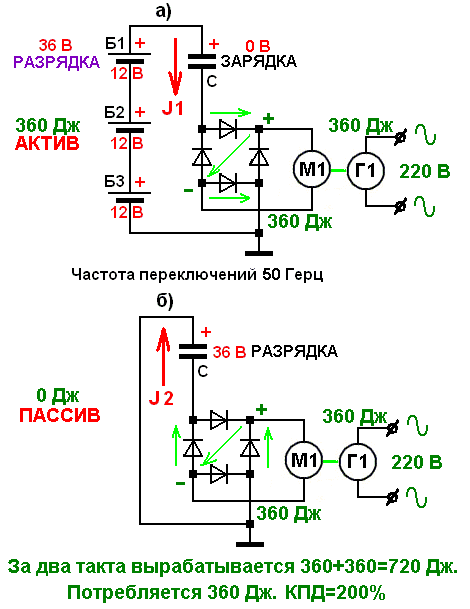 а)
36 В
РАЗРЯДКА
Б1 +
12 В
+
0 В
ЗАРЯДКА
С
J1
360 Дж
АКТИВ
Б2 +
12 В
Б3 +
12 В
+
–
360 Дж
М1
Г1
220 В
360 Дж
Частота переключений 50 Герц
б)
+
36 В РАЗРЯДКА
С
J2
0 Дж
ПАССИВ
+
–
360 Дж
М1
Г1
220 В
360 Дж
За два такта вырабатывается 360+360=720 Дж.
Потребляется 360 Дж. КПД=200%